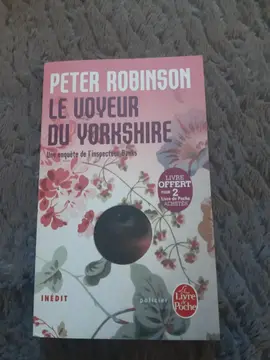 PETER ROBINSON
LE VOYEUR
DU YORKSHIRE
Une enquête de l'inspecteur Banks
LIVRE
OFFERT
POUR 2
Livre de Poche
ACHETÉS
INÉDIT
policier
Le Livre
de Poche